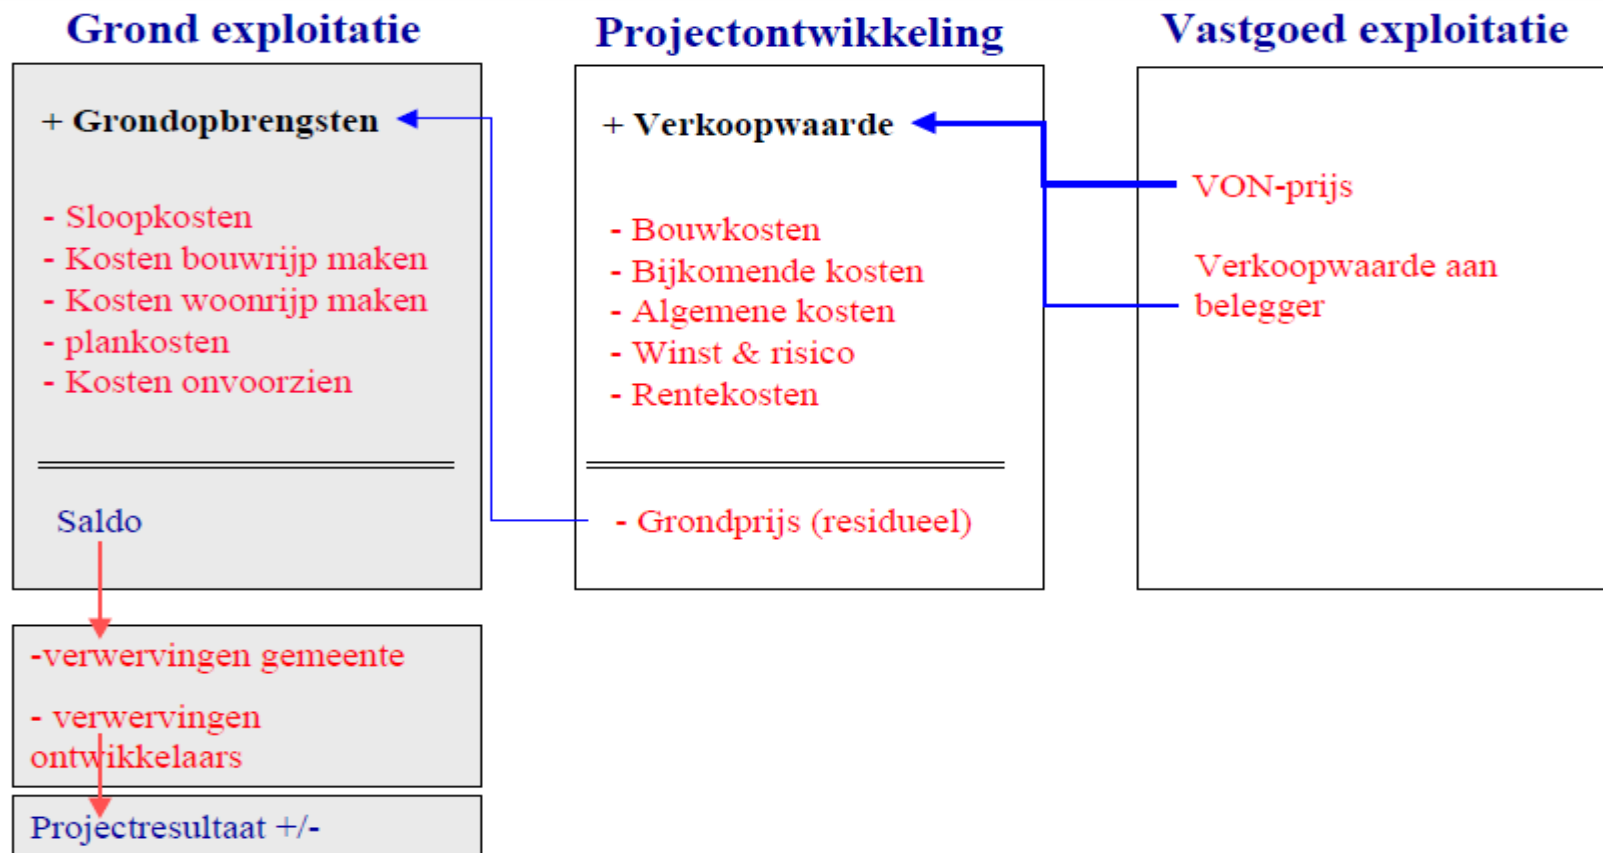 Grond exploitatie
+ Grondopbrengsten
- Sloopkosten
- Kosten bouwrijp maken
- Kosten woonrijp maken
- plankosten
- Kosten onvoorzien
Saldo
-verwervingen gemeente
- verwervingen
ontwikkelaars
Projectresultaat +/-
Projectontwikkeling
+ Verkoopwaarde
- Bouwkosten
- Bijkomende kosten
- Algemene kosten
- Winst & risico
- Rentekosten
- Grondprijs (residueel)
Vastgoed exploitatie
VON-prijs
Verkoopwaarde aan
belegger